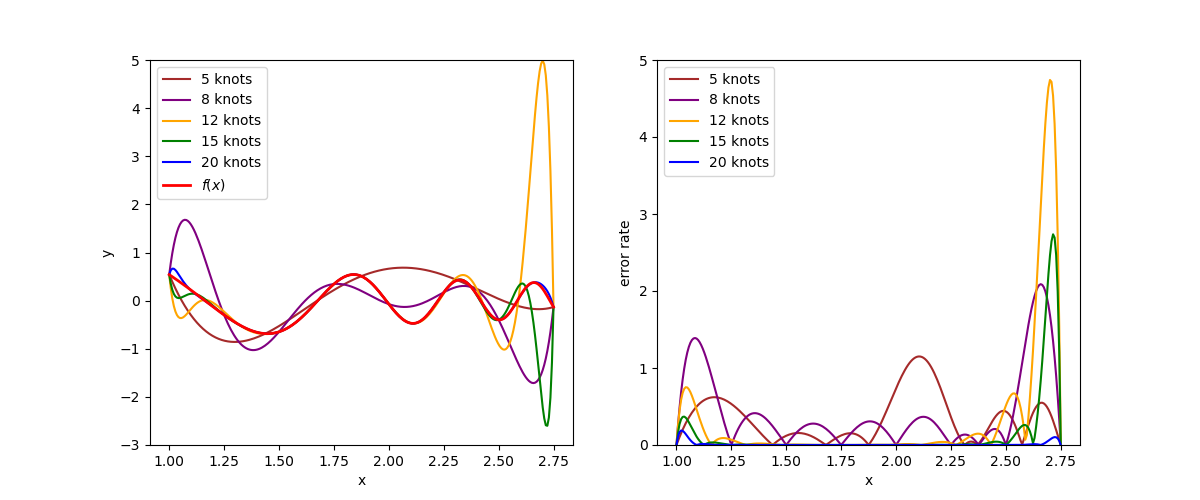 5
4
3
2
1
0
−1
−2
−3
y
5 knots
8 knots
12 knots
15 knots
20 knots
f(x)
1.00 1.25 1.50 1.75 2.00 2.25 2.50 2.75
x
5
4
3
2
1
0
error rate
5 knots
8 knots
12 knots
15 knots
20 knots
1.00 1.25 1.50 1.75 2.00 2.25 2.50 2.75
x